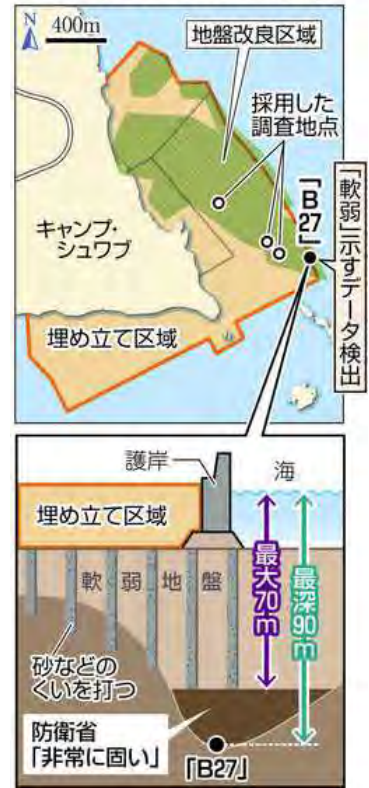 N
400m
地盤改良区域
採用した
調査地点
キャンプ・
シュワブ
「B
27」
「軟弱」示すデータ検出
埋め立て区域
護岸
海
埋め立て区域
軟弱地盤
最大70m
最深90m
砂などの
くいを打つ
防衛省
「非常に固い」
「B27」